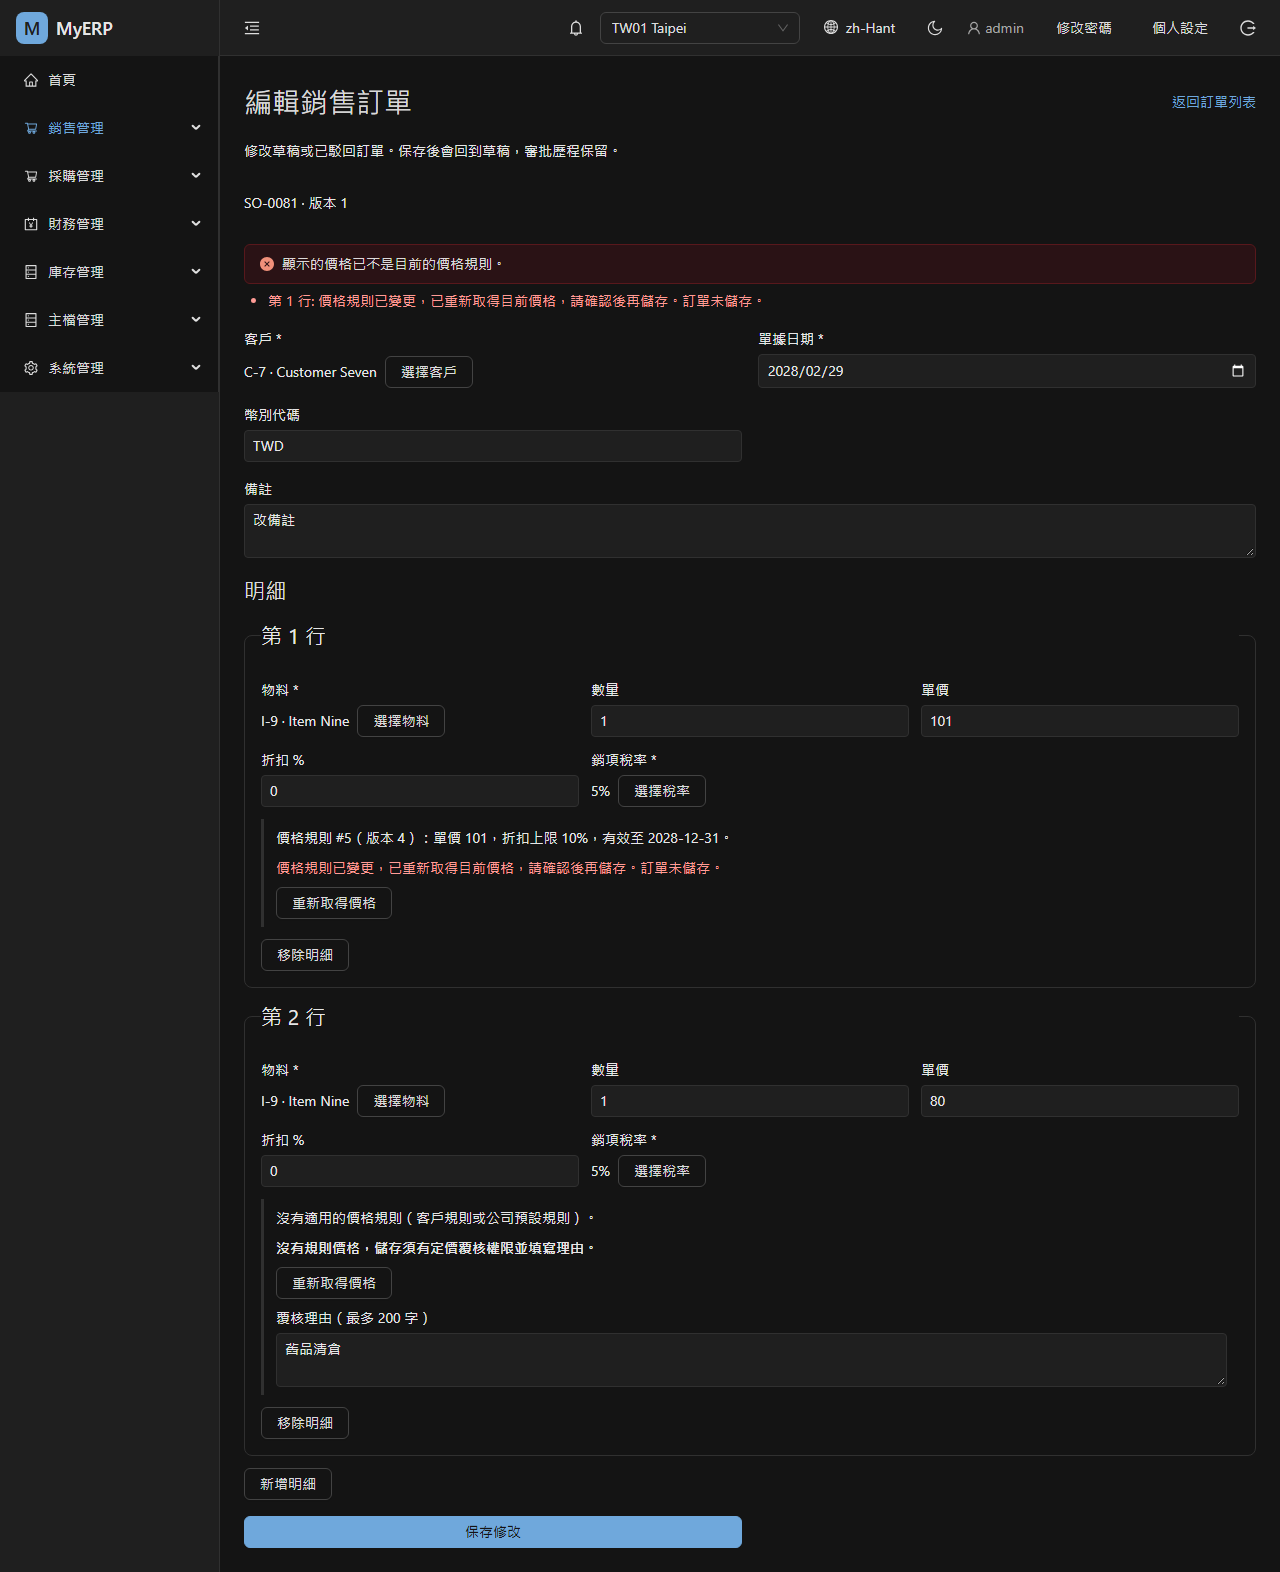 M MyERP
TW01 Taipei
zh-Hant
admin
修改密碼
個人設定
首頁
銷售管理
採購管理
財務管理
庫存管理
主檔管理
系統管理
編輯銷售訂單
返回訂單列表
修改草稿或已駁回訂單。保存後會回到草稿，審批歷程保留。
SO-0081 · 版本 1
顯示的價格已不是目前的價格規則。
第 1 行: 價格規則已變更，已重新取得目前價格，請確認後再儲存。訂單未儲存。
客戶 *
C-7 · Customer Seven
選擇客戶
單據日期 *
2028/02/29
幣別代碼
TWD
備註
改備註
明細
第 1 行
物料 *
I-9 · Item Nine
選擇物料
數量
1
單價
101
折扣 %
0
銷項稅率 *
5%
選擇稅率
價格規則 #5（版本 4）：單價 101，折扣上限 10%，有效至 2028-12-31。
價格規則已變更，已重新取得目前價格，請確認後再儲存。訂單未儲存。
重新取得價格
移除明細
第 2 行
物料 *
I-9 · Item Nine
選擇物料
數量
1
單價
80
折扣 %
0
銷項稅率 *
5%
選擇稅率
沒有適用的價格規則（客戶規則或公司預設規則）。
沒有規則價格，儲存須有定價覆核權限並填寫理由。
重新取得價格
覆核理由（最多 200 字）
舊品清倉
移除明細
新增明細
保存修改